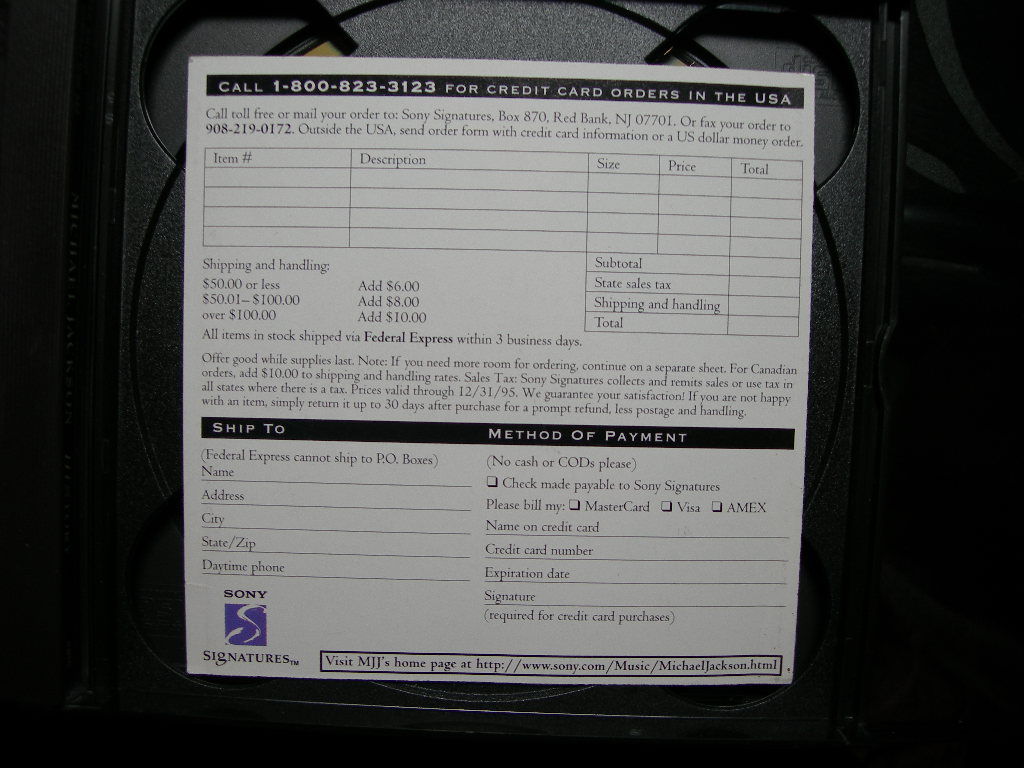 CALL 1-800-823-3123 FOR CREDIT CARD ORDERS IN THE USA
Call toll free or mail your order to: Sony Signatures, Box 870, Red Bank, NJ 07701. Or fax your order to
908-219-0172. Outside the USA, send order form with credit card information or a US dollar money order.
Item # Description Size Price Total
Subtotal
State sales tax
Shipping and handling
Total
Shipping and handling:
$50.00 or less Add $6.00
$50.01– $100.00 Add $8.00
over $100.00 Add $10.00
All items in stock shipped via Federal Express within 3 business days.
Offer good while supplies last. Note: If you need more room for ordering, continue on a separate sheet. For Canadian
orders, add $10.00 to shipping and handling rates. Sales Tax: Sony Signatures collects and remits sales or use tax in
all states where there is a tax. Prices valid through 12/31/95. We guarantee your satisfaction! If you are not happy
with an item, simply return it up to 30 days after purchase for a prompt refund, less postage and handling.
SHIP TO
(Federal Express cannot ship to P.O. Boxes)
Name
Address
City
State/Zip
Daytime phone
METHOD OF PAYMENT
(No cash or CODs please)
❑ Check made payable to Sony Signatures
Please bill my: ❑ MasterCard ❑ Visa ❑ AMEX
Name on credit card
Credit card number
Expiration date
Signature
(required for credit card purchases)
SONY
S
SIGNATURES™
Visit MJJ's home page at http://www.sony.com/Music/MichaelJackson.html
MICHAEL JACKSON HISTORY